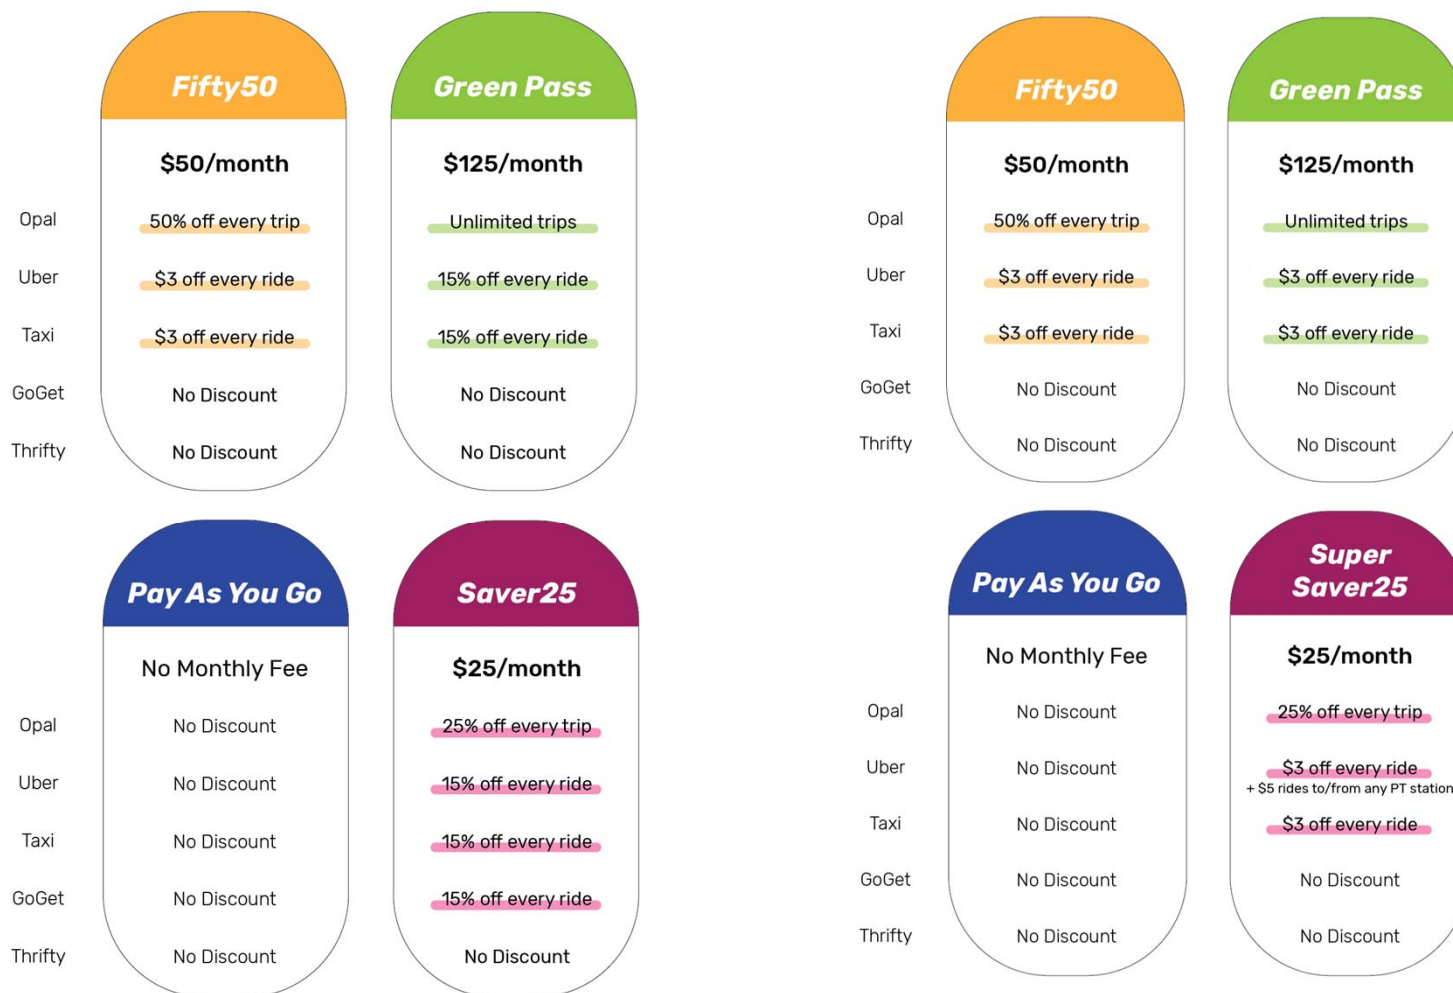 Fifty50
Green Pass
$50/month
$125/month
Opal
50% off every trip
Unlimited trips
Uber
$3 off every ride
15% off every ride
Taxi
$3 off every ride
15% off every ride
GoGet
No Discount
No Discount
Thrifty
No Discount
No Discount
Pay As You Go
Saver25
No Monthly Fee
$25/month
Opal
No Discount
25% off every trip
Uber
No Discount
15% off every ride
Taxi
No Discount
15% off every ride
GoGet
No Discount
15% off every ride
Thrifty
No Discount
No Discount
Fifty50
Green Pass
$50/month
$125/month
Opal
50% off every trip
Unlimited trips
Uber
$3 off every ride
$3 off every ride
Taxi
$3 off every ride
$3 off every ride
GoGet
No Discount
No Discount
Thrifty
No Discount
No Discount
Pay As You Go
Super
Saver25
No Monthly Fee
$25/month
Opal
No Discount
25% off every trip
Uber
No Discount
$3 off every ride
+ $5 rides to/from any PT station
Taxi
No Discount
$3 off every ride
GoGet
No Discount
No Discount
Thrifty
No Discount
No Discount